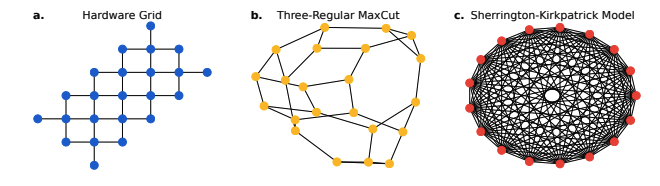 a. Hardware Grid
b. Three-Regular MaxCut
c. Sherrington-Kirkpatrick Model